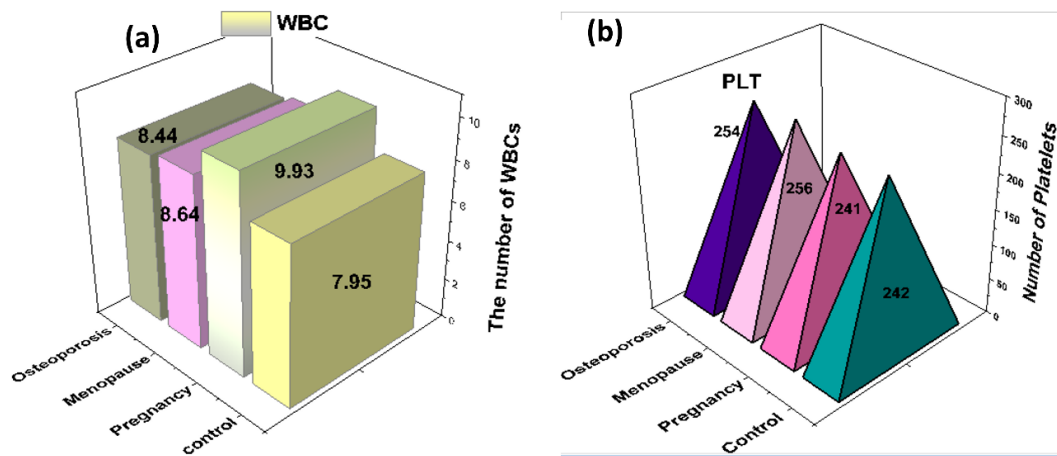 (a)
WBC
8.44
8.64
9.93
7.95
10
8
6
4
2
0
The number of WBCs
Osteoporosis
Menopause
Pregnancy
control
(b)
PLT
254
256
241
242
300
250
200
150
100
50
0
Number of Platelets
Osteoporosis
Menopause
Pregnancy
Control